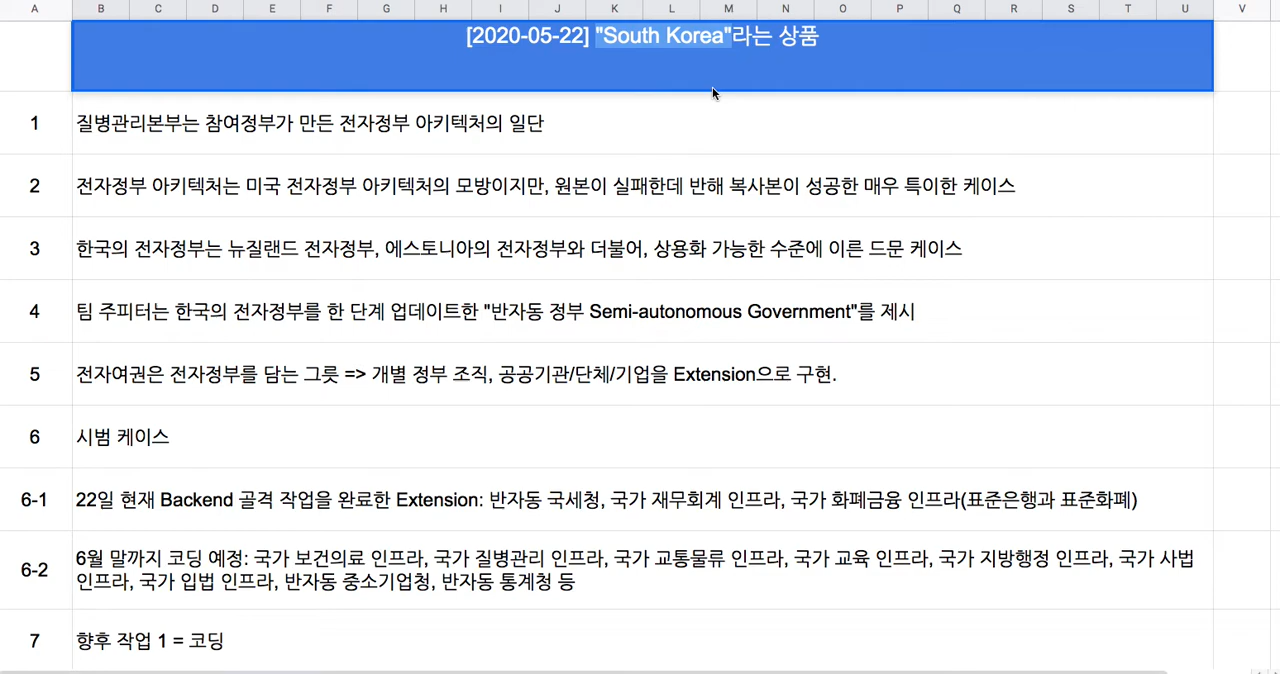 A B C D E F G H I J K L M N O P Q R S T U V
[2020-05-22] "South Korea"라는 상품
1 질병관리본부는 참여정부가 만든 전자정부 아키텍처의 일단
2 전자정부 아키텍처는 미국 전자정부 아키텍처의 모방이지만, 원본이 실패한데 반해 복사본이 성공한 매우 특이한 케이스
3 한국의 전자정부는 뉴질랜드 전자정부, 에스토니아의 전자정부와 더불어, 상용화 가능한 수준에 이른 드문 케이스
4 팀 주피터는 한국의 전자정부를 한 단계 업데이트한 "반자동 정부 Semi-autonomous Government"를 제시
5 전자여권은 전자정부를 담는 그릇 => 개별 정부 조직, 공공기관/단체/기업을 Extension으로 구현.
6 시범 케이스
6-1 22일 현재 Backend 골격 작업을 완료한 Extension: 반자동 국세청, 국가 재무회계 인프라, 국가 화폐금융 인프라(표준은행과 표준화폐)
6-2 6월 말까지 코딩 예정: 국가 보건의료 인프라, 국가 질병관리 인프라, 국가 교통물류 인프라, 국가 교육 인프라, 국가 지방행정 인프라, 국가 사법
인프라, 국가 입법 인프라, 반자동 중소기업청, 반자동 통계청 등
7 향후 작업 1 = 코딩